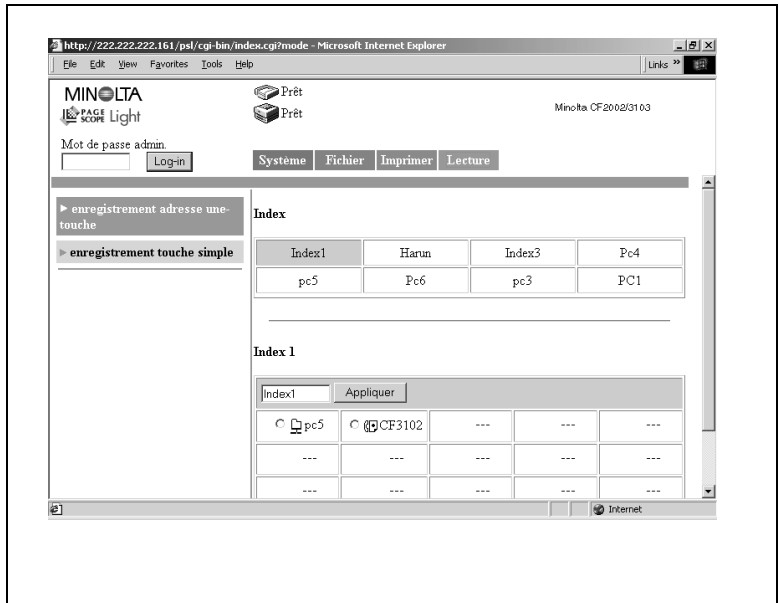 http://222.222.222.161/psl/cgi-bin/index.cgi?mode - Microsoft Internet Explorer
File Edit View Favorites Tools Help Links »
MINOLTA
PAGE SCOPE Light
Prêt
Prêt
Minolta CF2002/3103
Mot de passe admin.
Log-in
Système Fichier Imprimer Lecture
enregistrement adresse une-
touche
enregistrement touche simple
Index
Index1 Harun Index3 Pc4
pc5 Pc6 pc3 PC1
Index 1
Index1 Appliquer
pc5 CF3102 --- --- ---
--- --- --- --- ---
--- --- --- --- ---
Internet